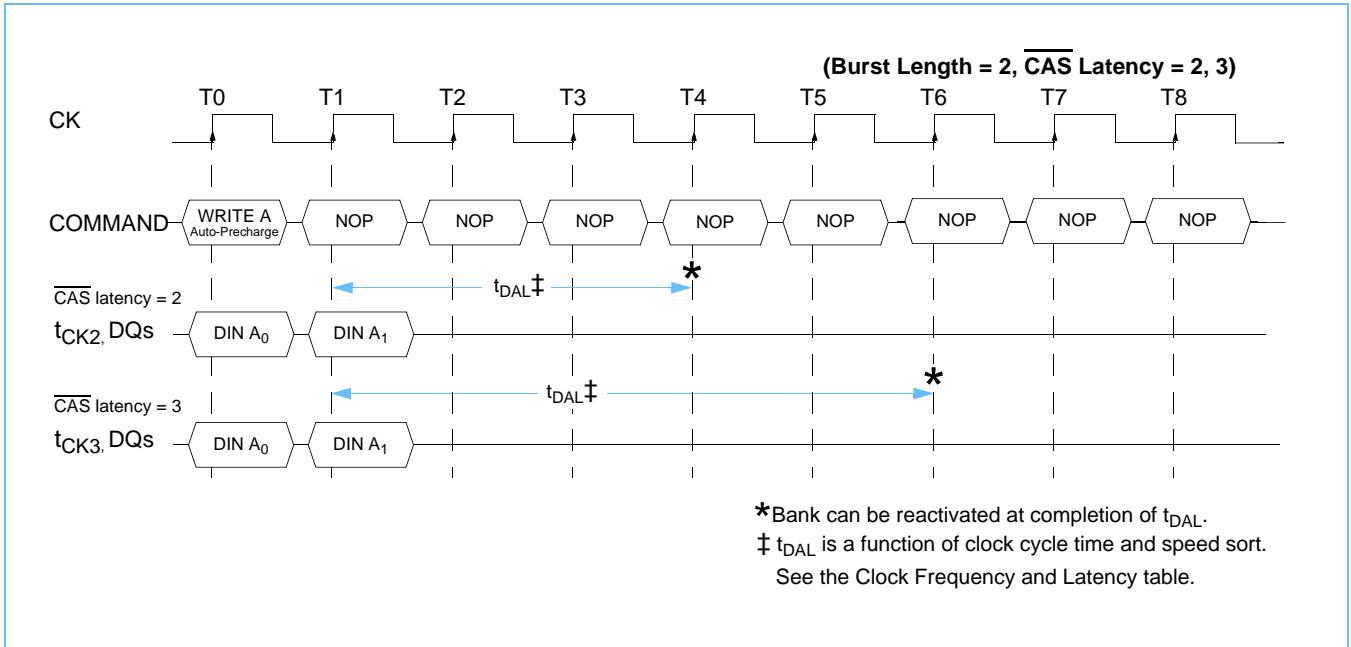 (Burst Length = 2, CAS Latency = 2, 3)
T0 T1 T2 T3 T4 T5 T6 T7 T8
CK
COMMAND WRITE A Auto-Precharge NOP NOP NOP NOP NOP NOP NOP NOP
tDAL‡ *
CAS latency = 2
tCK2, DQs DIN A0 DIN A1
tDAL‡ *
CAS latency = 3
tCK3, DQs DIN A0 DIN A1
*Bank can be reactivated at completion of tDAL.
‡ tDAL is a function of clock cycle time and speed sort.
See the Clock Frequency and Latency table.